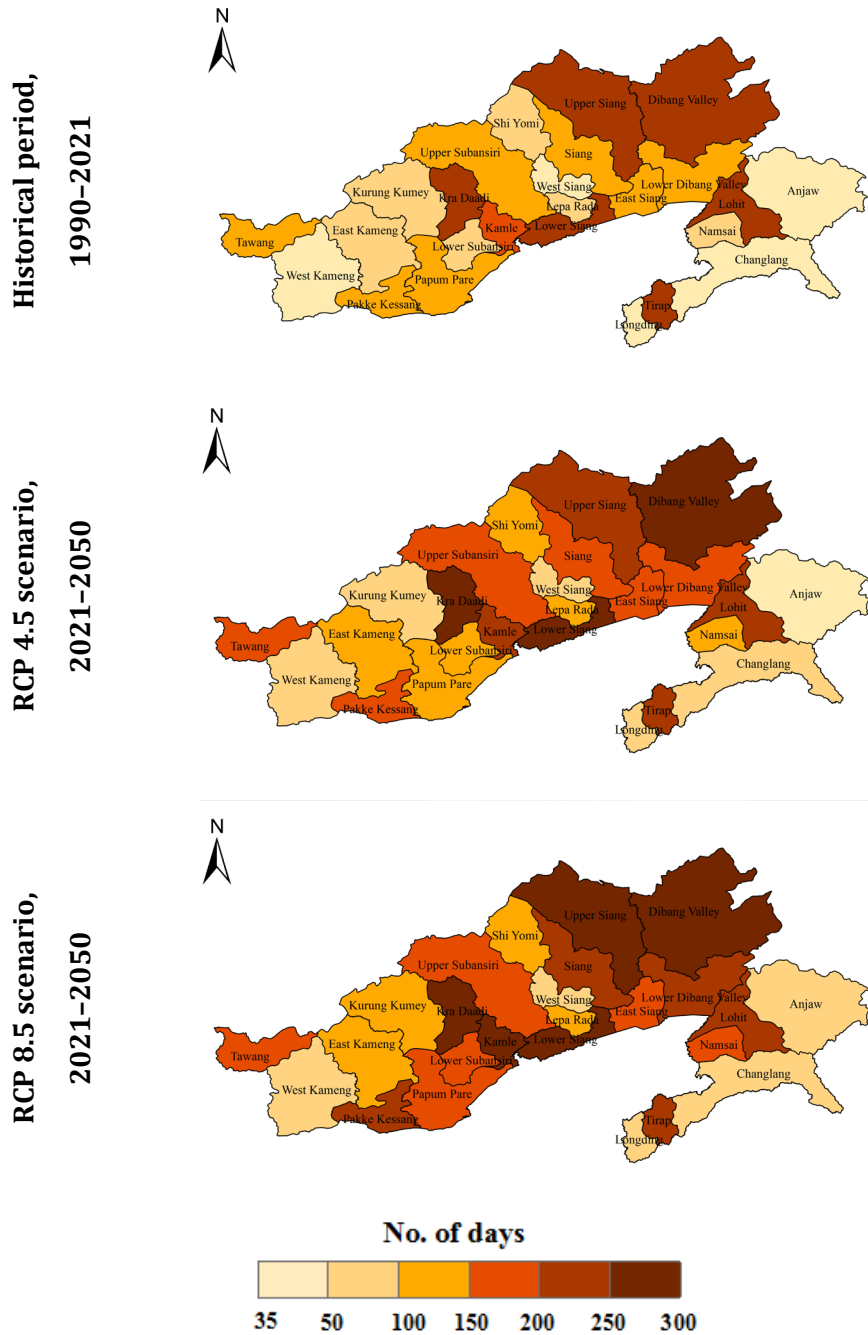 Historical period,
1990–2021
N
Upper Siang
Dibang Valley
Shi Yomi
Upper Subansiri
Siang
West Siang
Lower Dibang Valley
Kurung Kumey
Kra Daadi
Lepa Rada
East Siang
Anjaw
Lohit
Tawang
East Kameng
Kamle
Lower Siang
Namsai
Lower Subansiri
Changlang
West Kameng
Papum Pare
Pakke Kessang
Tirap
Longding
RCP 4.5 scenario,
2021–2050
N
Upper Siang
Dibang Valley
Shi Yomi
Upper Subansiri
Siang
West Siang
Lower Dibang Valley
Kurung Kumey
Kra Daadi
Lepa Rada
East Siang
Anjaw
Lohit
Tawang
East Kameng
Kamle
Lower Siang
Namsai
Lower Subansiri
Changlang
West Kameng
Papum Pare
Pakke Kessang
Tirap
Longding
RCP 8.5 scenario,
2021–2050
N
Upper Siang
Dibang Valley
Shi Yomi
Upper Subansiri
Siang
West Siang
Lower Dibang Valley
Kurung Kumey
Kra Daadi
Lepa Rada
East Siang
Anjaw
Lohit
Tawang
East Kameng
Kamle
Lower Siang
Namsai
Lower Subansiri
Changlang
West Kameng
Papum Pare
Pakke Kessang
Tirap
Longding
No. of days
35 50 100 150 200 250 300